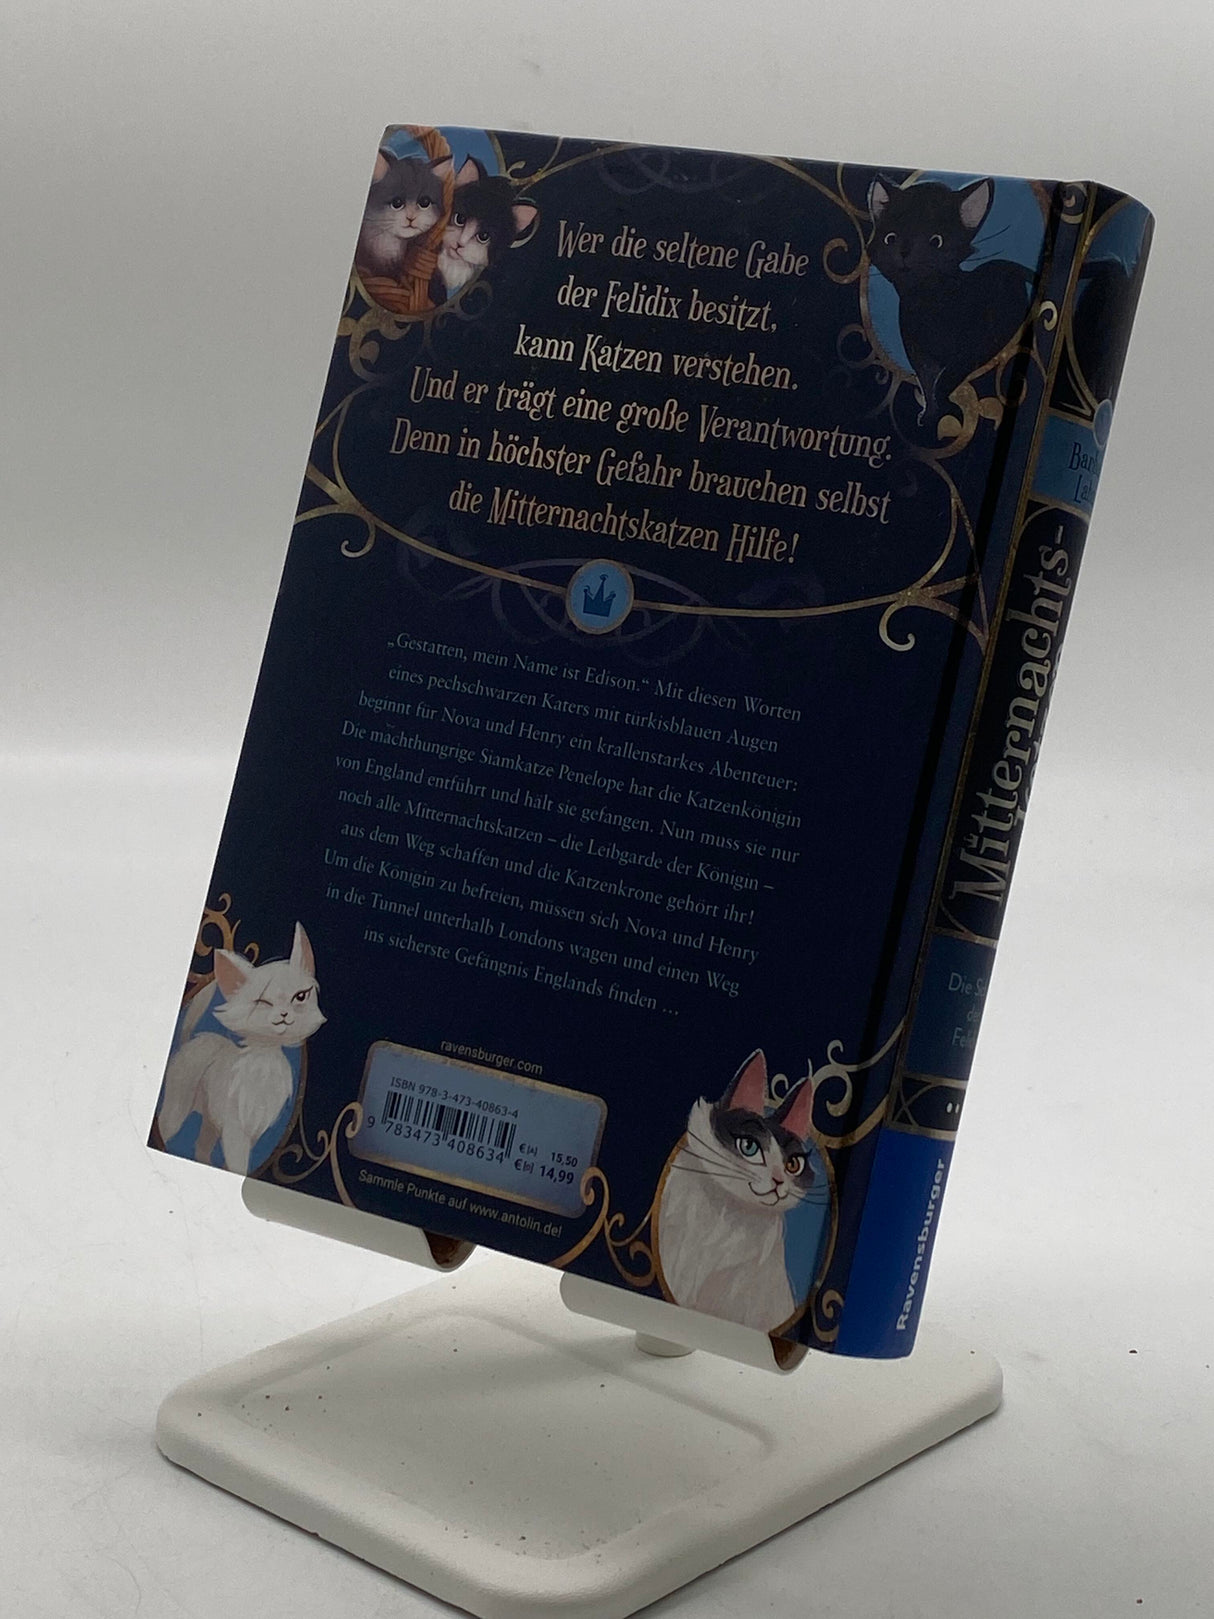 Wer die seltene Gabe
der Felidix besitzt,
kann Katzen verstehen.
Und er trägt eine große Verantwortung.
Denn in höchster Gefahr brauchen selbst
die Mitternachtskatzen Hilfe!
„Gestatten, mein Name ist Edison.“ Mit diesen Worten
eines pechschwarzen Katers mit türkisblauen Augen
beginnt für Nova und Henry ein krallenstarkes Abenteuer:
Die machthungrige Siamkatze Penelope hat die Katzenkönigin
von England entführt und hält sie gefangen. Nun muss sie nur
noch alle Mitternachtskatzen – die Leibgarde der Königin –
aus dem Weg schaffen und die Katzenkrone gehört ihr!
Um die Königin zu befreien, müssen sich Nova und Henry
in die Tunnel unterhalb Londons wagen und einen Weg
ins sicherste Gefängnis Englands finden ...
ravensburger.com
ISBN 978-3-473-40863-4
9 783473 408634
€[A] 15,50
€[D] 14,99
Sammle Punkte auf www.antolin.de!
Mitternachts-
Die
Ravensburger